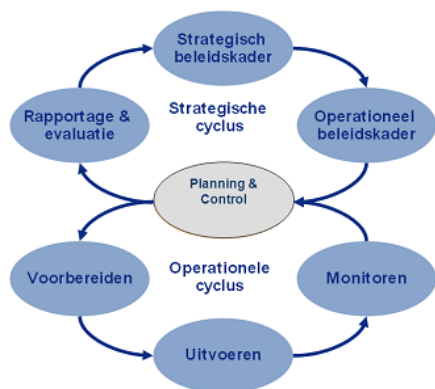 Strategisch
beleidskader
Rapportage &
evaluatie
Strategische
cyclus
Operationeel
beleidskader
Planning &
Control
Voorbereiden
Operationele
cyclus
Monitoren
Uitvoeren